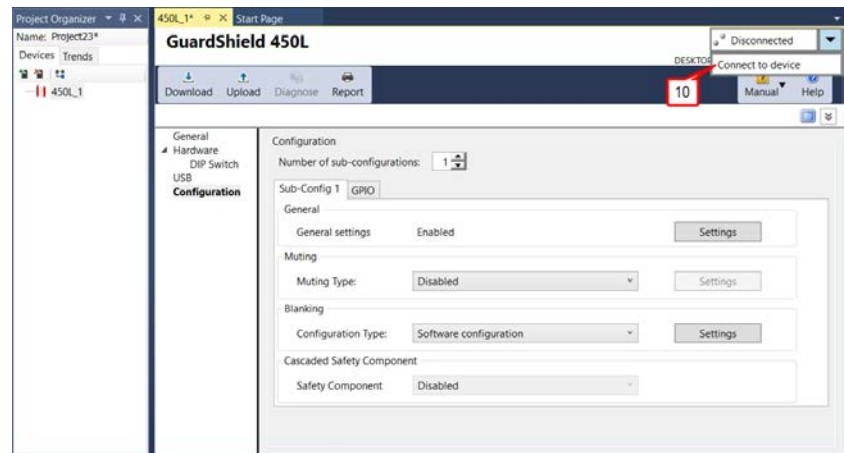 Project Organizer
Name: Project23*
Devices Trends
450L_1
450L_1* Start Page
GuardShield 450L
Disconnected
DESKTO
Connect to device
10
Download Upload Diagnose Report Manual Help
General
Hardware
DIP Switch
USB
Configuration
Configuration
Number of sub-configurations: 1
Sub-Config 1 GPIO
General
General settings Enabled Settings
Muting
Muting Type: Disabled Settings
Blanking
Configuration Type: Software configuration Settings
Cascaded Safety Component
Safety Component Disabled